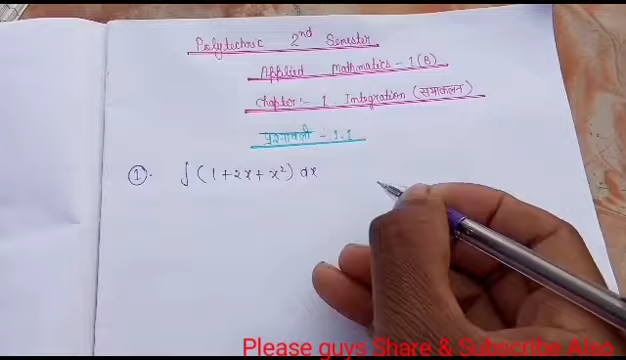 Polytechnic 2nd Semester
Applied Mathematics - 1 (B)
Chapter :- 1 Integration (समाकलन)
प्रश्नावली - 1.1
①. ∫ (1 + 2x + x²) dx
Please guys Share & Subscribe Also